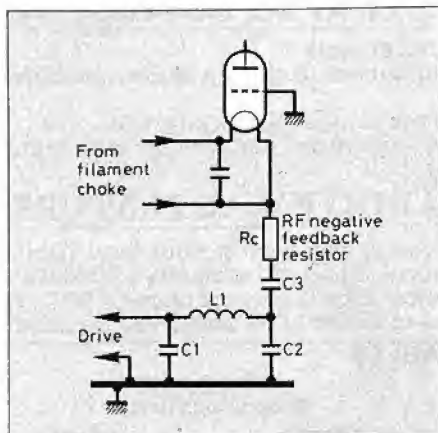 From
filament
choke
RF negative
Rc feedback
resistor
C3
L1
Drive
C1
C2